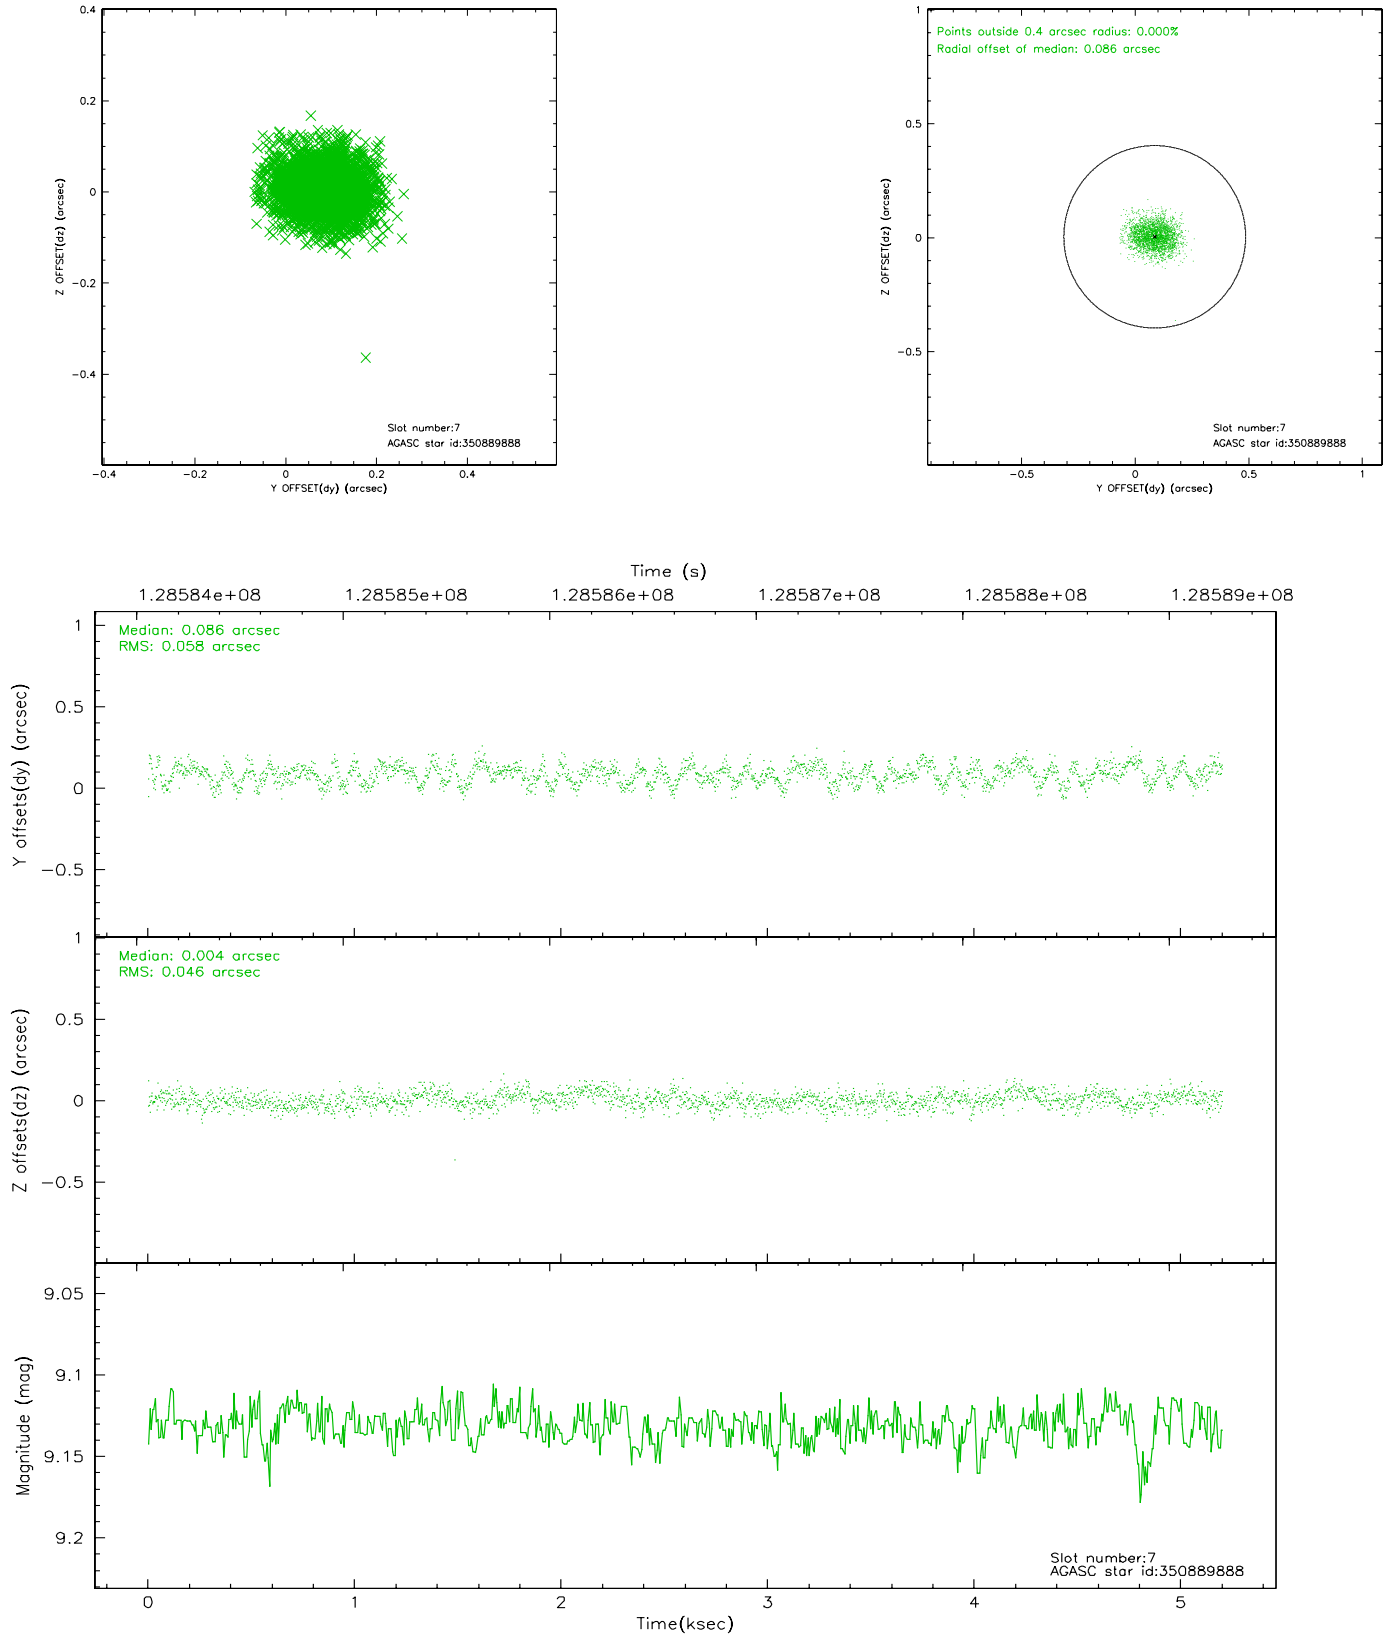 0.4
0.2
0
−0.2
−0.4
Z OFFSET(dz) (arcsec)
Slot number:7
AGASC star id:350889888
−0.4 −0.2 0 0.2 0.4
Y OFFSET(dy) (arcsec)
1
0.5
0
−0.5
Z OFFSET(dz) (arcsec)
Points outside 0.4 arcsec radius: 0.000%
Radial offset of median: 0.086 arcsec
Slot number:7
AGASC star id:350889888
−0.5 0 0.5 1
Y OFFSET(dy) (arcsec)
Time (s)
1.28584e+08 1.28585e+08 1.28586e+08 1.28587e+08 1.28588e+08 1.28589e+08
Median: 0.086 arcsec
RMS: 0.058 arcsec
1
0.5
0
−0.5
Y offsets(dy) (arcsec)
Median: 0.004 arcsec
RMS: 0.046 arcsec
1
0.5
0
−0.5
Z offsets(dz) (arcsec)
9.05
9.1
9.15
9.2
Magnitude (mag)
Slot number:7
AGASC star id:350889888
0 1 2 3 4 5
Time(ksec)